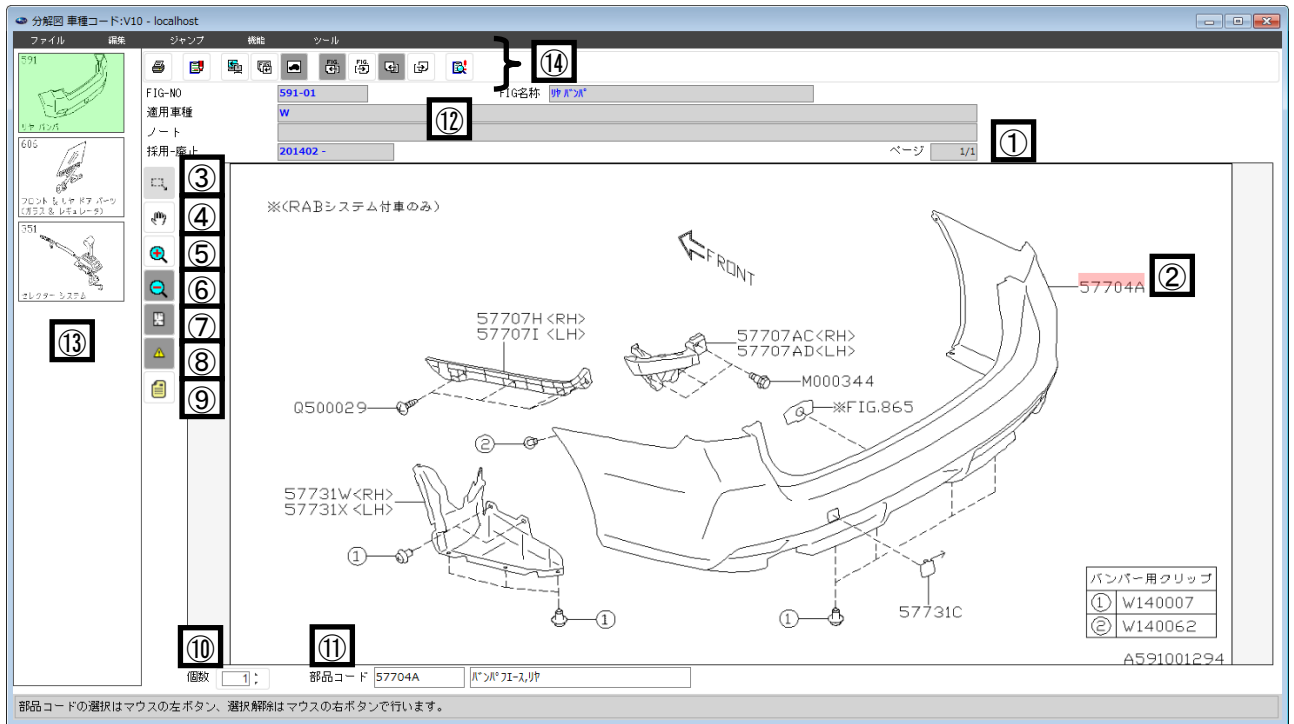 分解図 車種コード:V10 - localhost
ファイル 編集 ジャンプ 機能 ツール
⑭
591
リヤ バンパ
606
フロント & リヤ ドア パーツ
(ガラス & レギュレータ)
351
セレクター システム
⑬
FIG-NO 591-01 FIG名称 リヤ バンパ
適用車種 W
⑫
ノート
採用-廃止 201402 - ページ 1/1
①
③
④
⑤
⑥
⑦
⑧
⑨
※(RABシステム付車のみ)
FRONT
57704A
②
57707H<RH>
57707I <LH>
57707AC<RH>
57707AD<LH>
M000344
Q500029
※FIG.865
②
57731W<RH>
57731X<LH>
①
①
①
57731C
バンパー用クリップ
① W140007
② W140062
A591001294
⑩
⑪
個数 1 部品コード 57704A バンパ フエース,リヤ
部品コードの選択はマウスの左ボタン、選択解除はマウスの右ボタンで行います。